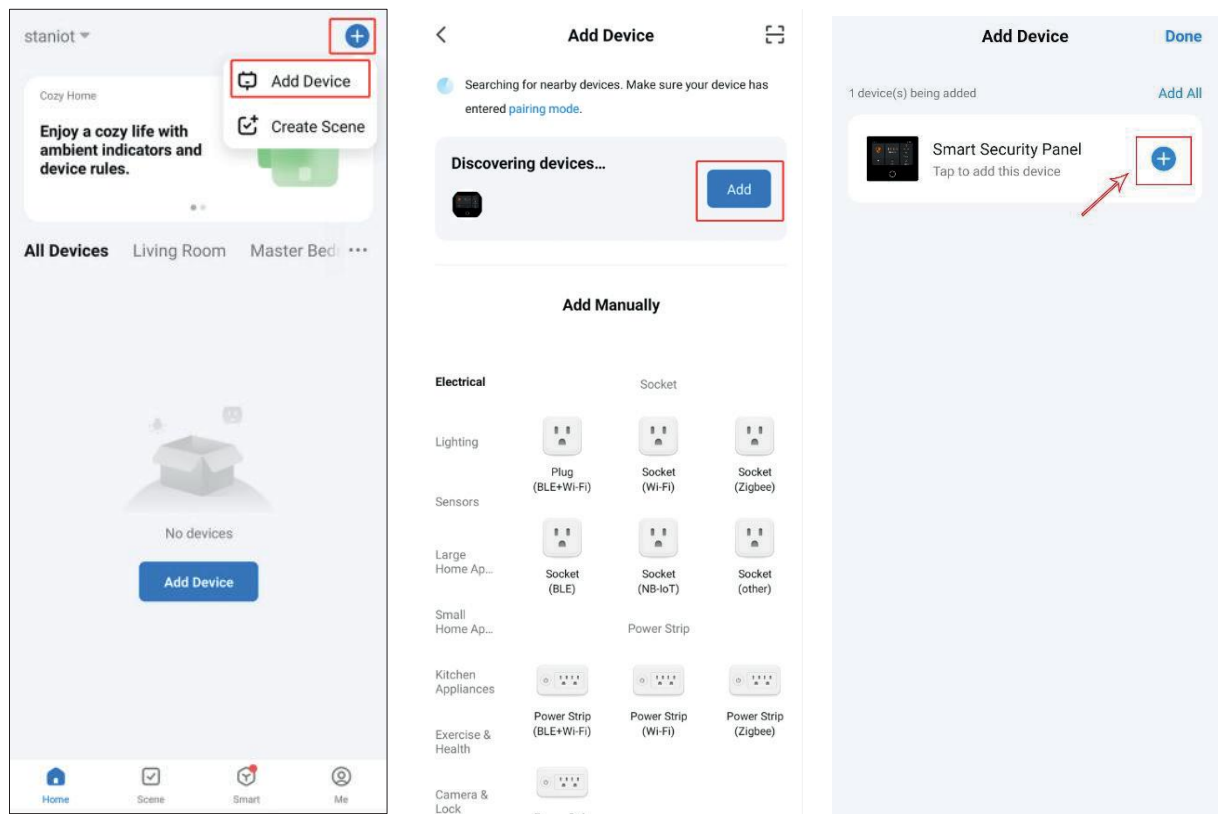 staniot
Add Device
Create Scene
Cozy Home
Enjoy a cozy life with
ambient indicators and
device rules.
All Devices Living Room Master Bed
No devices
Add Device
Home Scene Smart Me
Add Device
Searching for nearby devices. Make sure your device has
entered pairing mode.
Discovering devices...
Add
Add Manually
Electrical
Lighting
Sensors
Large
Home Ap...
Small
Home Ap...
Kitchen
Appliances
Exercise &
Health
Camera &
Lock
Socket
Plug Socket Socket
(BLE+Wi-Fi) (Wi-Fi) (Zigbee)
Socket Socket Socket
(BLE) (NB-IoT) (other)
Power Strip
Power Strip Power Strip Power Strip
(BLE+Wi-Fi) (Wi-Fi) (Zigbee)
Add Device Done
1 device(s) being added Add All
Smart Security Panel
Tap to add this device